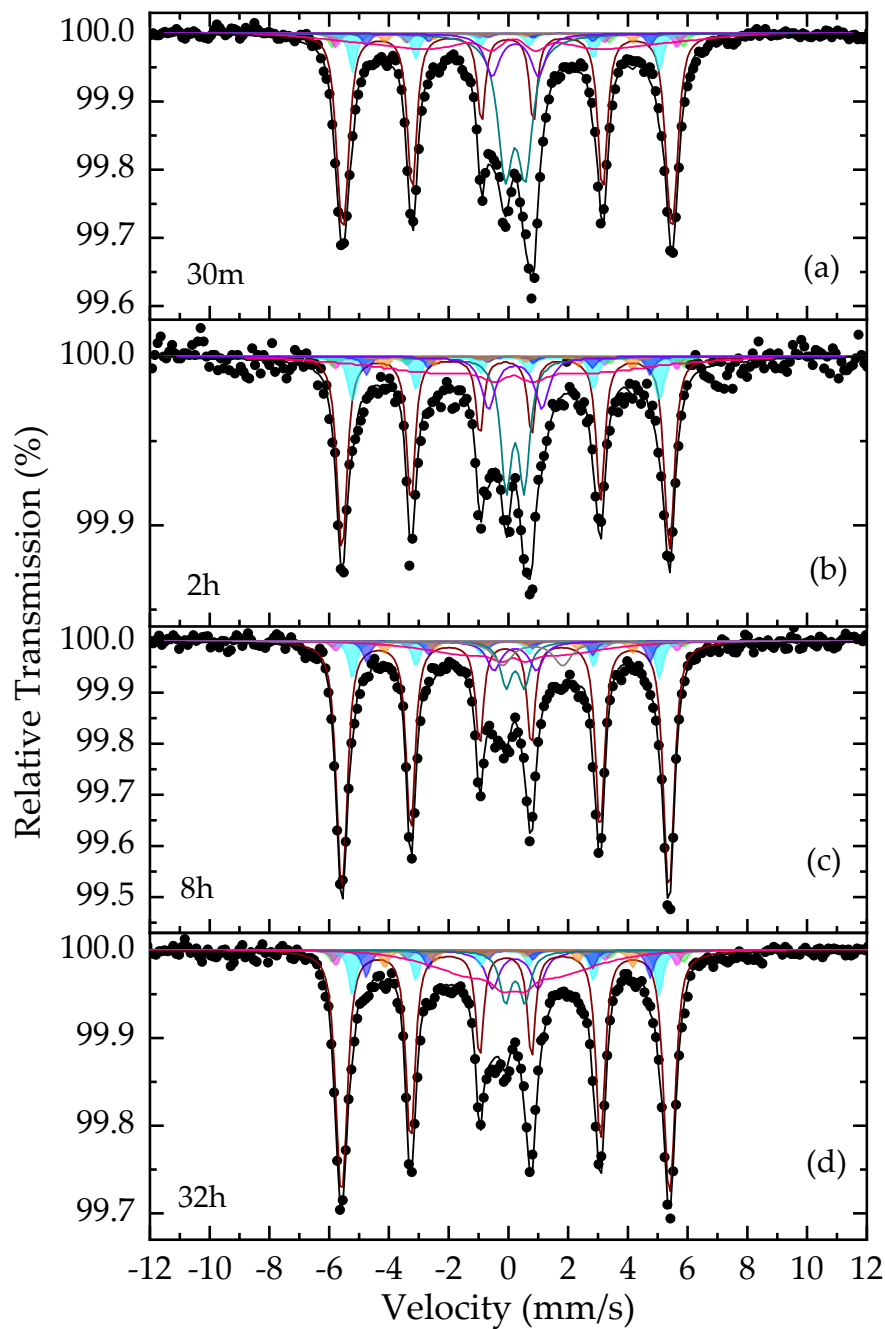 100.0
99.9
99.8
99.7
99.6
30m
(a)
100.0
99.9
2h
(b)
100.0
99.9
99.8
99.7
99.6
99.5
8h
(c)
100.0
99.9
99.8
99.7
32h
(d)
-12 -10 -8 -6 -4 -2 0 2 4 6 8 10 12
Velocity (mm/s)
Relative Transmission (%)